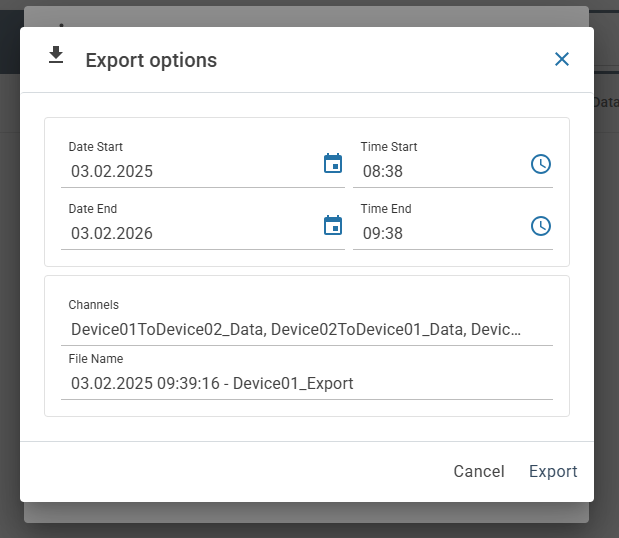 Export options
Data
Date Start
Time Start
03.02.2025
08:38
Date End
Time End
03.02.2026
09:38
Channels
Device01ToDevice02_Data, Device02ToDevice01_Data, Devic...
File Name
03.02.2025 09:39:16 - Device01_Export
Cancel
Export